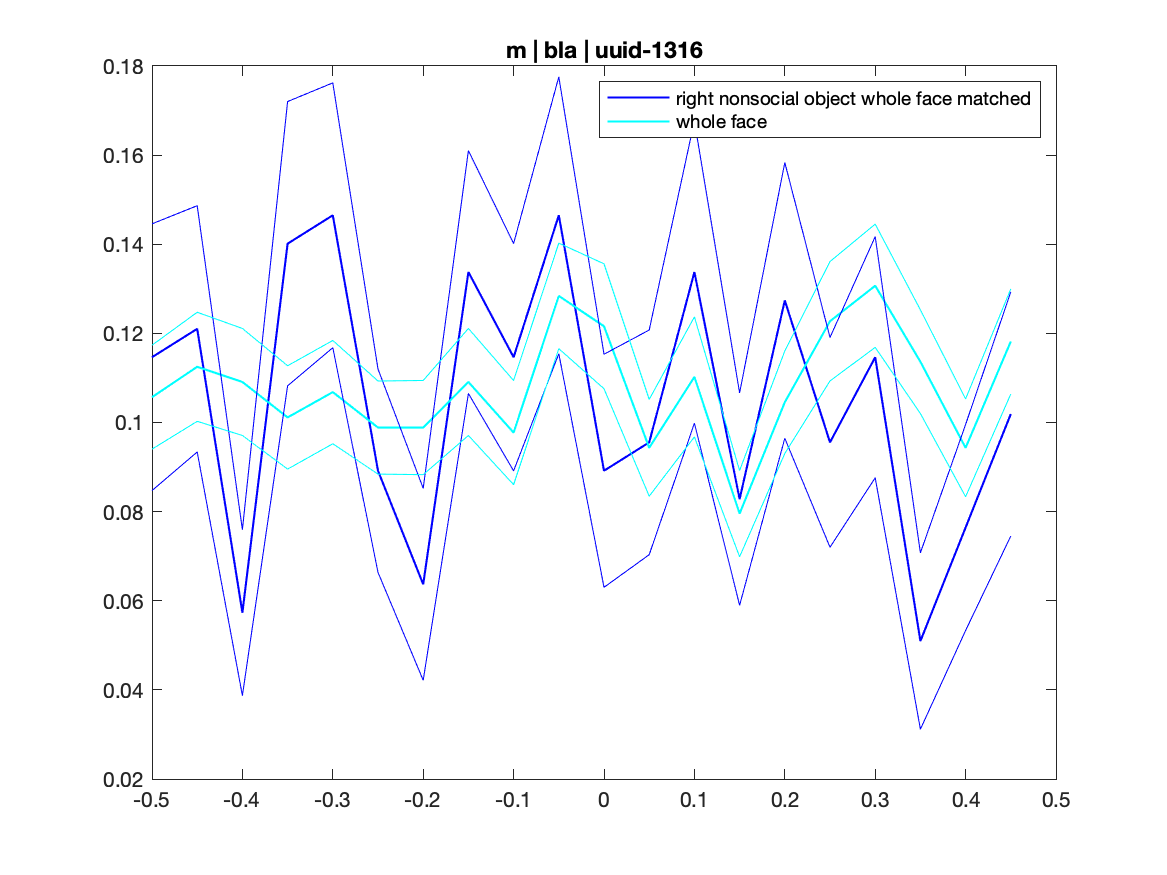 m | bla | uuid-1316
right nonsocial object whole face matched
whole face
0.18
0.16
0.14
0.12
0.1
0.08
0.06
0.04
0.02
-0.5 -0.4 -0.3 -0.2 -0.1 0 0.1 0.2 0.3 0.4 0.5